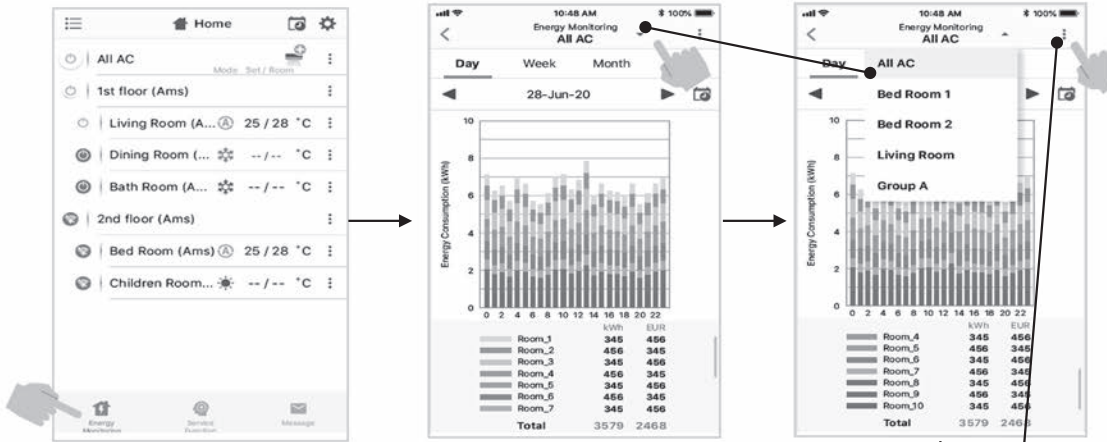 Home
All AC
Mode Set / Room
1st floor (Ams)
Living Room (A... A 25 / 28 °C
Dining Room (... -- / -- °C
Bath Room (A... -- / -- °C
2nd floor (Ams)
Bed Room (Ams) A 25 / 28 °C
Children Room... -- / -- °C
Energy
Monitoring
Service
Function
Message
10:48 AM 100%
Energy Monitoring
All AC
Day Week Month
28-Jun-20
Energy Consumption (kWh)
10
8
6
4
2
0
0 2 4 6 8 10 12 14 16 18 20 22
kWh EUR
Room_1 345 456
Room_2 456 345
Room_3 345 456
Room_4 456 345
Room_5 345 456
Room_6 456 345
Room_7 345 456
Total 3579 2468
10:48 AM 100%
Energy Monitoring
All AC
Day
All AC
Bed Room 1
Bed Room 2
Living Room
Group A
Energy Consumption (kWh)
10
8
6
4
2
0
0 2 4 6 8 10 12 14 16 18 20 22
kWh EUR
Room_4 345 456
Room_5 456 345
Room_6 345 456
Room_7 456 345
Room_8 345 456
Room_9 456 345
Room_10 345 456
Total 3579 2468